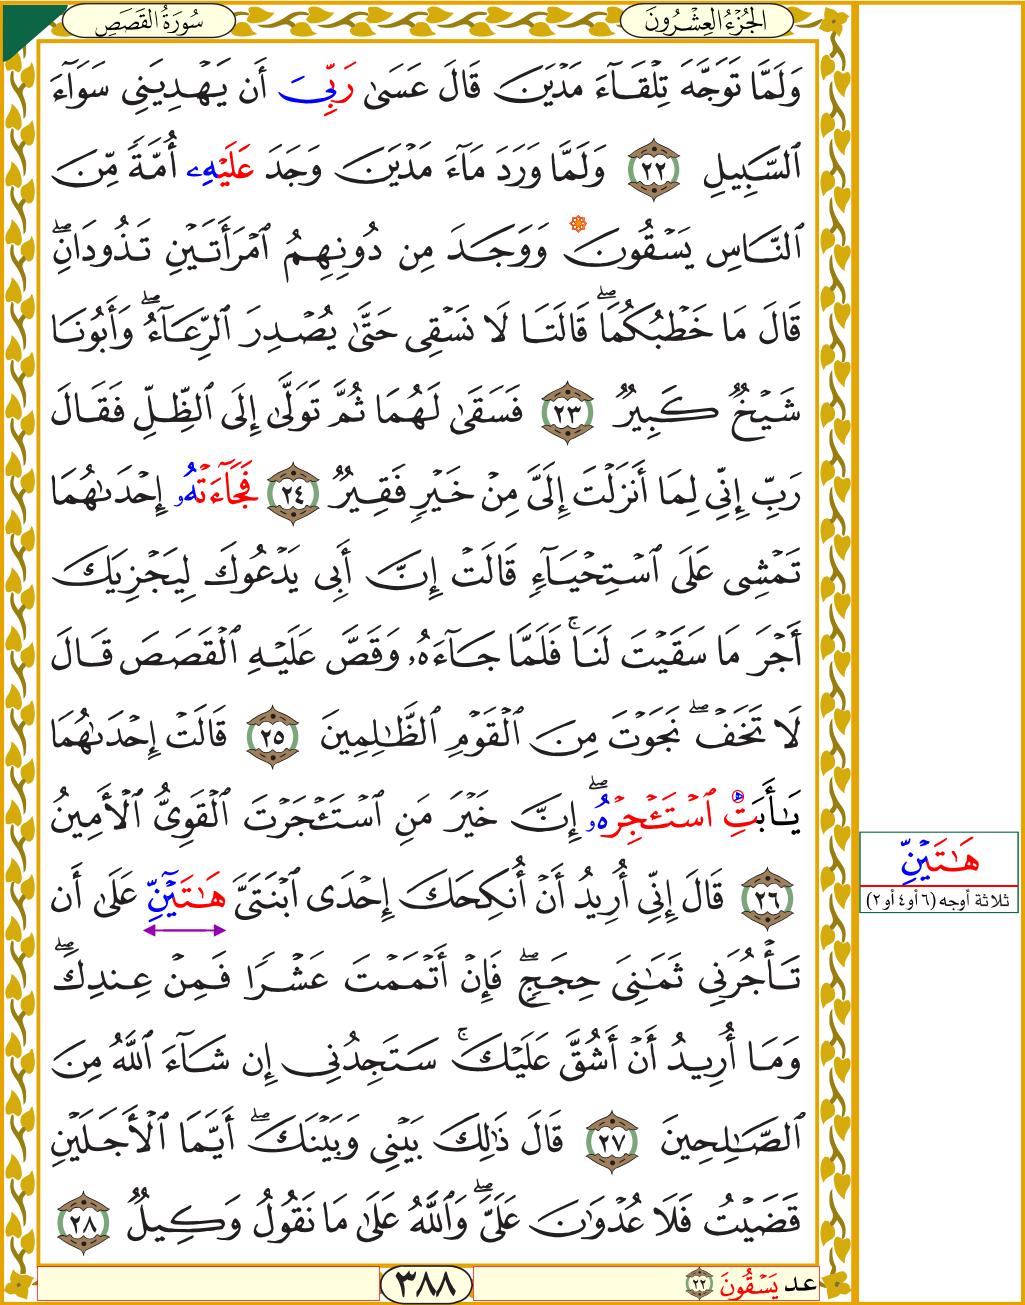 الجُزْءُ العِشْرُونَ
سُورَةُ القَصَصِ
وَلَمَّا تَوَجَّهَ تِلْقَآءَ مَدْيَنَ قَالَ عَسَىٰ رَبِّىَ أَن يَهْدِيَنِى سَوَآءَ
ٱلسَّبِيلِ ٢٢ وَلَمَّا وَرَدَ مَآءَ مَدْيَنَ وَجَدَ عَلَيْهِۦ أُمَّةً مِّنَ
ٱلنَّاسِ يَسْقُونَ ۞ وَوَجَدَ مِن دُونِهِمُ ٱمْرَأَتَيْنِ تَذُودَانِۖ
قَالَ مَا خَطْبُكُمَاۖ قَالَتَا لَا نَسْقِى حَتَّىٰ يُصْدِرَ ٱلرِّعَآءُۖ وَأَبُونَا
شَيْخٌ كَبِيرٌ ٢٣ فَسَقَىٰ لَهُمَا ثُمَّ تَوَلَّىٰ إِلَى ٱلظِّلِّ فَقَالَ
رَبِّ إِنِّى لِمَا أَنزَلْتَ إِلَىَّ مِنْ خَيْرٍ فَقِيرٌ ٢٤ فَجَآءَتْهُۥ إِحْدَىٰهُمَا
تَمْشِى عَلَى ٱسْتِحْيَآءٍ قَالَتْ إِنَّ أَبِى يَدْعُوكَ لِيَجْزِيَكَ
أَجْرَ مَا سَقَيْتَ لَنَاۚ فَلَمَّا جَآءَهُۥ وَقَصَّ عَلَيْهِ ٱلْقَصَصَ قَالَ
لَا تَخَفْۖ نَجَوْتَ مِنَ ٱلْقَوْمِ ٱلظَّٰلِمِينَ ٢٥ قَالَتْ إِحْدَىٰهُمَا
يَٰأَبَتِ ٱسْتَـْٔجِرْهُۥۖ إِنَّ خَيْرَ مَنِ ٱسْتَـْٔجَرْتَ ٱلْقَوِىُّ ٱلْأَمِينُ
٢٦ قَالَ إِنِّى أُرِيدُ أَنْ أُنكِحَكَ إِحْدَى ٱبْنَتَىَّ هَٰتَيْنِّ عَلَىٰ أَن
تَأْجُرَنِى ثَمَٰنِىَ حِجَجٍۖ فَإِنْ أَتْمَمْتَ عَشْرًا فَمِنْ عِندِكَۖ
وَمَا أُرِيدُ أَنْ أَشُقَّ عَلَيْكَۚ سَتَجِدُنِى إِن شَآءَ ٱللَّهُ مِنَ
ٱلصَّٰلِحِينَ ٢٧ قَالَ ذَٰلِكَ بَيْنِى وَبَيْنَكَۖ أَيَّمَا ٱلْأَجَلَيْنِ
قَضَيْتُ فَلَا عُدْوَٰنَ عَلَىَّۖ وَٱللَّهُ عَلَىٰ مَا نَقُولُ وَكِيلٌ ٢٨
هَٰتَيْنِّ
ثلاثة أوجه (٦ أو ٤ أو ٢)
عد يَسْقُونَ ٢٢
٣٨٨